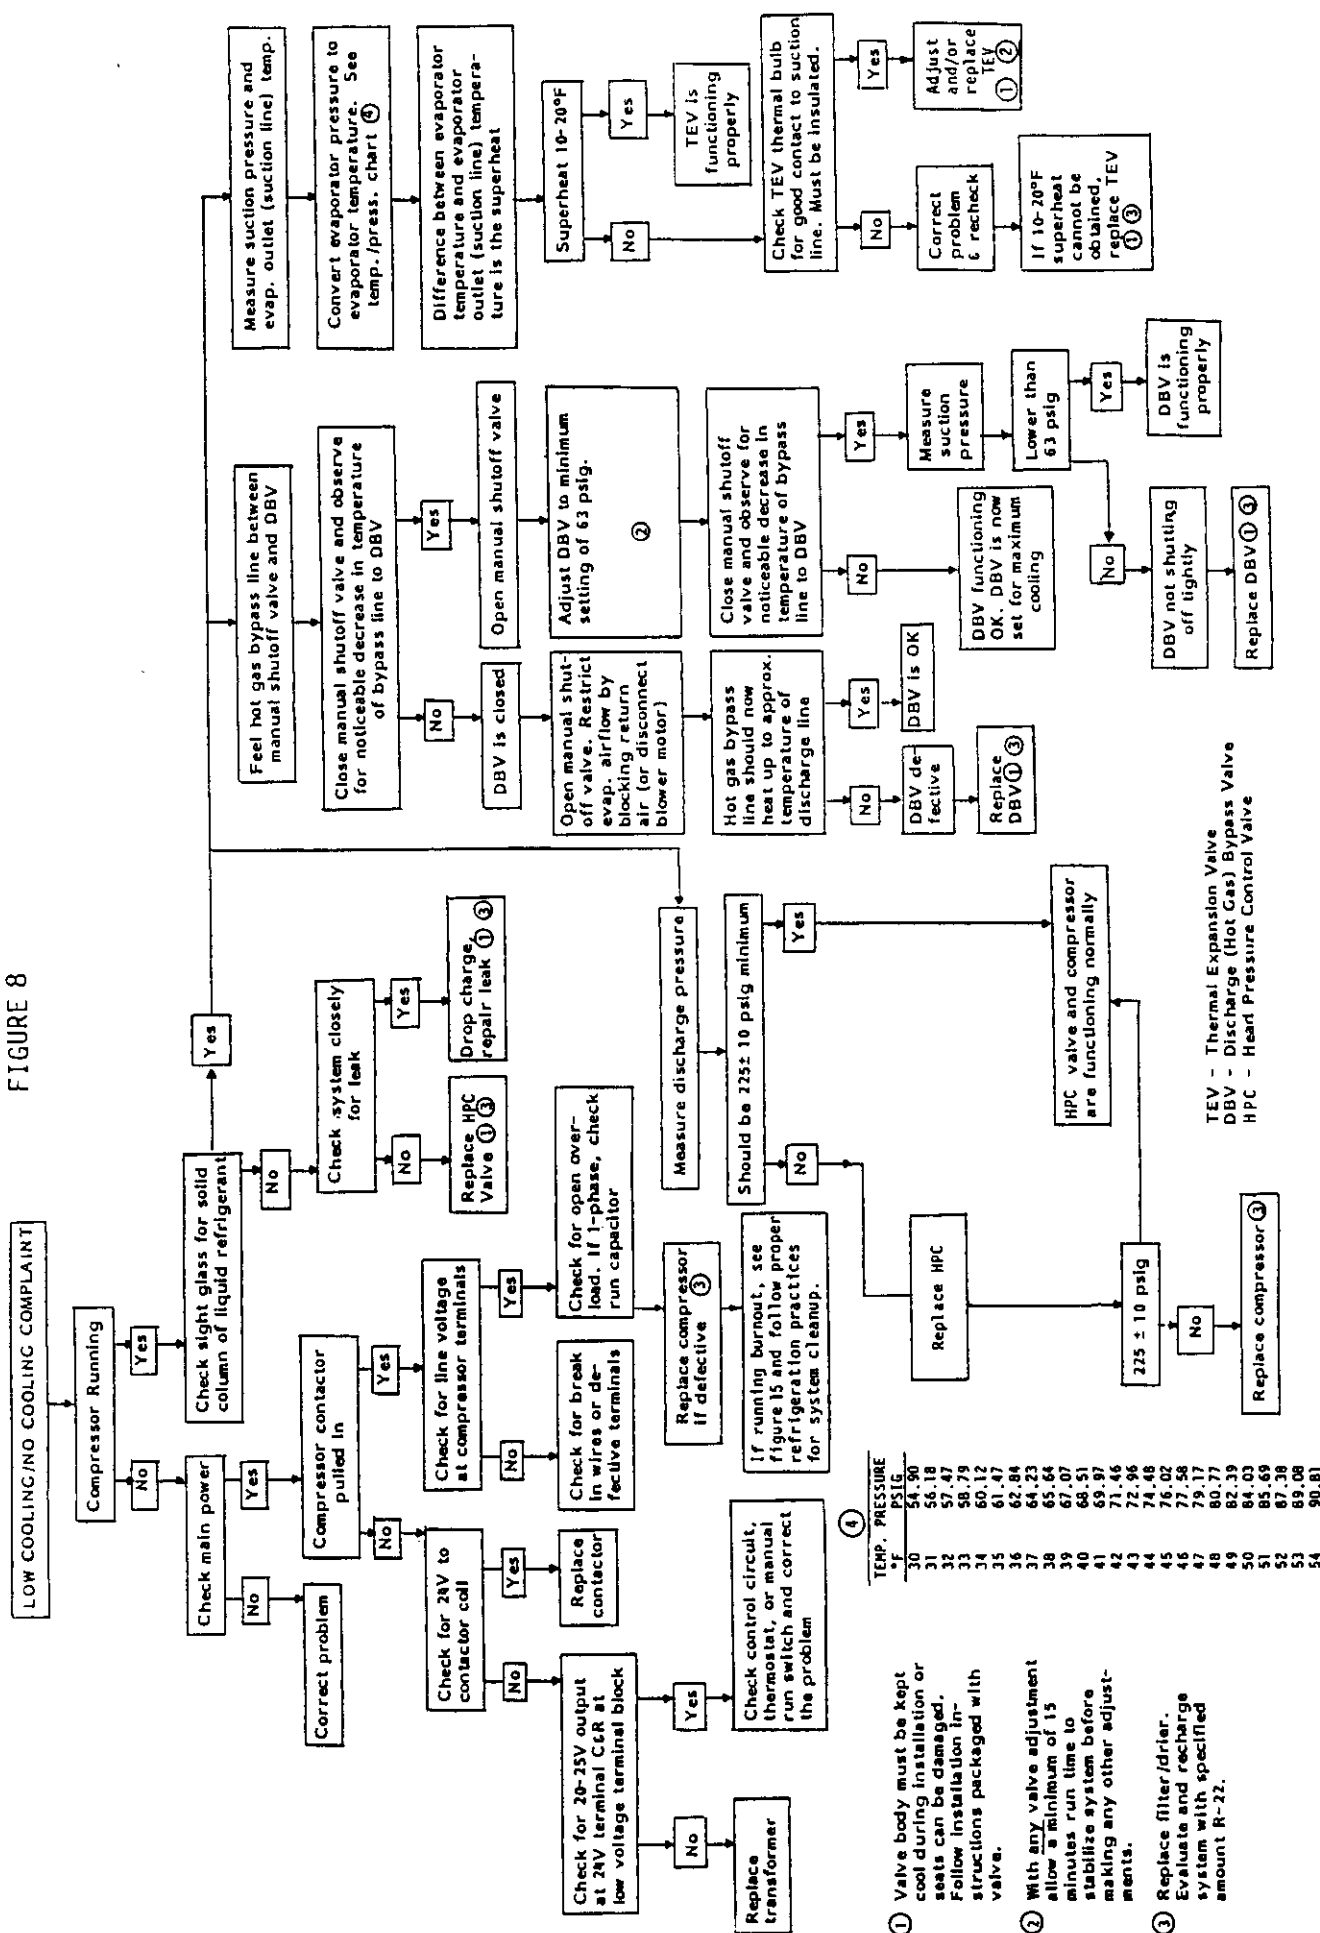 FIGURE 8
LOW COOLING/NO COOLING COMPLAINT
Compressor Running
No
Yes
Check main power
No
Yes
Correct problem
Compressor contactor
pulled in
No
Yes
Check for 24V to
contactor coil
No
Yes
Check for 20-25V output
at 24V terminal C&R at
low voltage terminal block
No
Yes
Replace
transformer
Check control circuit,
thermostat, or manual
run switch and correct
the problem
Replace
contactor
Check for line voltage
at compressor terminals
No
Yes
Check for break
in wires or de-
fective terminals
Check for open over-
load. If 1-phase, check
run capacitor
Replace compressor
if defective ③
If running burnout, see
figure 15 and follow proper
refrigeration practices
for system cleanup.
Check sight glass for solid
column of liquid refrigerant
No
Yes
Check system closely
for leak
No
Yes
Replace HPC
Valve ① ③
Drop charge,
repair leak ① ③
Measure discharge pressure
Should be 225± 10 psig minimum
No
Yes
Replace HPC
225 ± 10 psig
No
Replace compressor ③
HPC valve and compressor
are functioning normally
Feel hot gas bypass line between
manual shutoff valve and DBV
Close manual shutoff valve and observe
for noticeable decrease in temperature
of bypass line to DBV
No
Yes
DBV is closed
Open manual shut-
off valve. Restrict
evap. airflow by
blocking return
air (or disconnect
blower motor)
Hot gas bypass
line should now
heat up to approx.
temperature of
discharge line
No
Yes
DBV de-
fective
Replace
DBV ① ③
DBV is OK
Open manual shutoff valve
Adjust DBV to minimum
setting of 63 psig.
②
Close manual shutoff
valve and observe for
noticeable decrease in
temperature of bypass
line to DBV
No
Yes
DBV functioning
OK. DBV is now
set for maximum
cooling
Measure
suction
pressure
Lower than
63 psig
No
Yes
DBV not shutting
off tightly
Replace DBV ① ③
DBV is
functioning
properly
Measure suction pressure and
evap. outlet (suction line) temp.
Convert evaporator pressure to
evaporator temperature. See
temp./press. chart ④
Difference between evaporator
temperature and evaporator
outlet (suction line) tempera-
ture is the superheat
Superheat 10-20°F
No
Yes
TEV is
functioning
properly
Check TEV thermal bulb
for good contact to suction
line. Must be insulated.
No
Yes
Correct
problem
& recheck
If 10-20°F
superheat
cannot be
obtained,
replace TEV
① ③
Adjust
and/or
replace
TEV
① ②
① Valve body must be kept
cool during installation or
seats can be damaged.
Follow installation in-
structions packaged with
valve.
② With any valve adjustment
allow a minimum of 15
minutes run time to
stabilize system before
making any other adjust-
ments.
③ Replace filter/drier.
Evaluate and recharge
system with specified
amount R-22.
④
TEMP. PRESSURE
°F PSIG
30 54.90
31 56.18
32 57.47
33 58.79
34 60.12
35 61.47
36 62.84
37 64.23
38 65.64
39 67.07
40 68.51
41 69.97
42 71.46
43 72.96
44 74.48
45 76.02
46 77.58
47 79.17
48 80.77
49 82.39
50 84.03
51 85.69
52 87.38
53 89.08
54 90.81
TEV - Thermal Expansion Valve
DBV - Discharge (Hot Gas) Bypass Valve
HPC - Head Pressure Control Valve